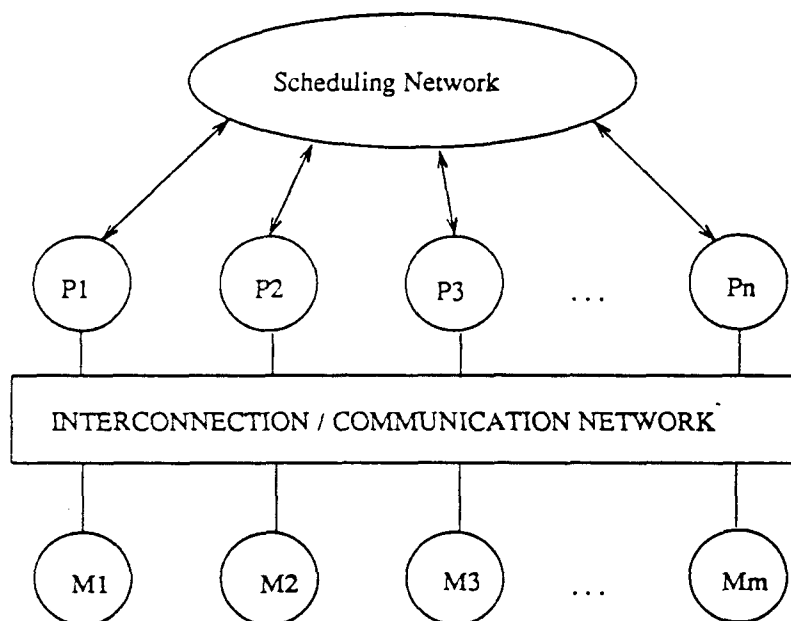 Scheduling Network
P1 P2 P3 ... Pn
INTERCONNECTION / COMMUNICATION NETWORK
M1 M2 M3 ... Mm